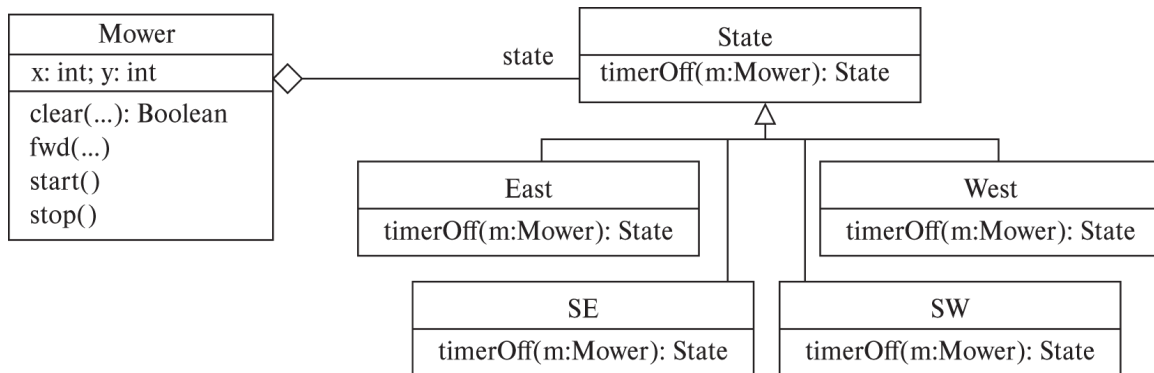 Mower
x: int; y: int
clear(...): Boolean
fwd(...)
start()
stop()
state
State
timerOff(m:Mower): State
East
timerOff(m:Mower): State
West
timerOff(m:Mower): State
SE
timerOff(m:Mower): State
SW
timerOff(m:Mower): State